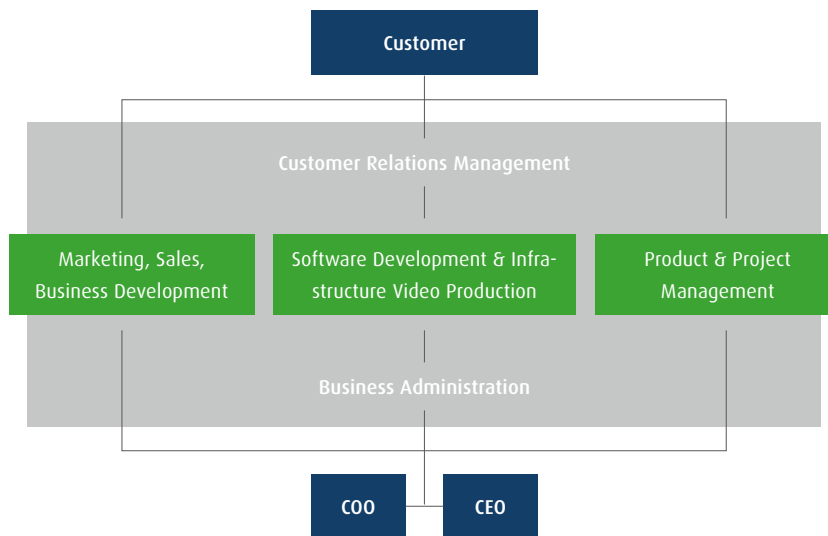 Customer
Customer Relations Management
Marketing, Sales,
Business Development
Software Development & Infra-
structure Video Production
Product & Project
Management
Business Administration
COO
CEO